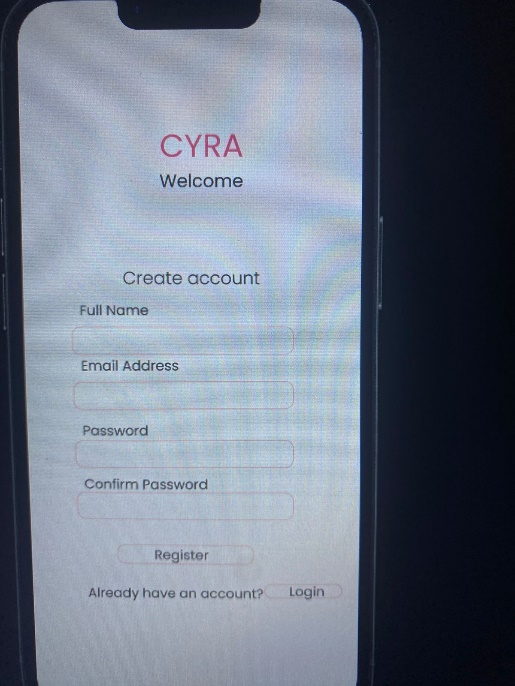 CYRA
Welcome
Create account
Full Name
Email Address
Password
Confirm Password
Register
Already have an account? Login